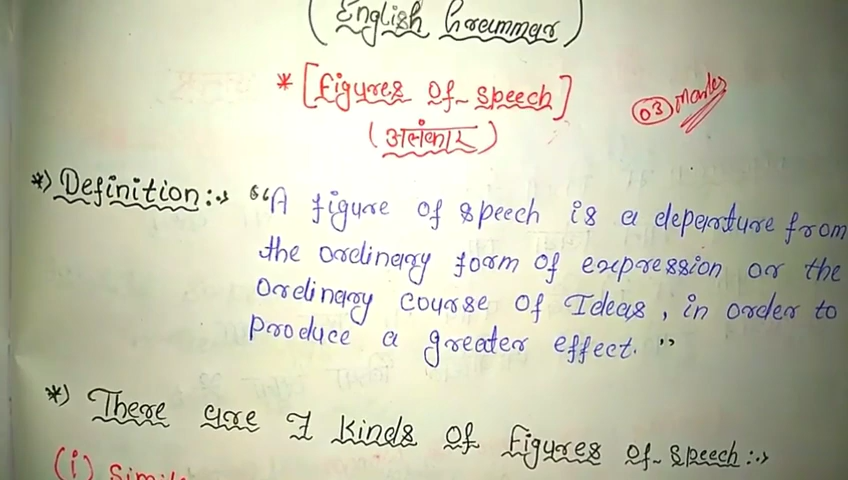 (English Grammar)
* [Figures of speech]
03 Marks
(अलंकार)
*) Definition :→ "A figure of speech is a departure from
the ordinary form of expression or the
ordinary course of Ideas, in order to
produce a greater effect."
*) There are 7 kinds of figures of speech :→
(i) Simile